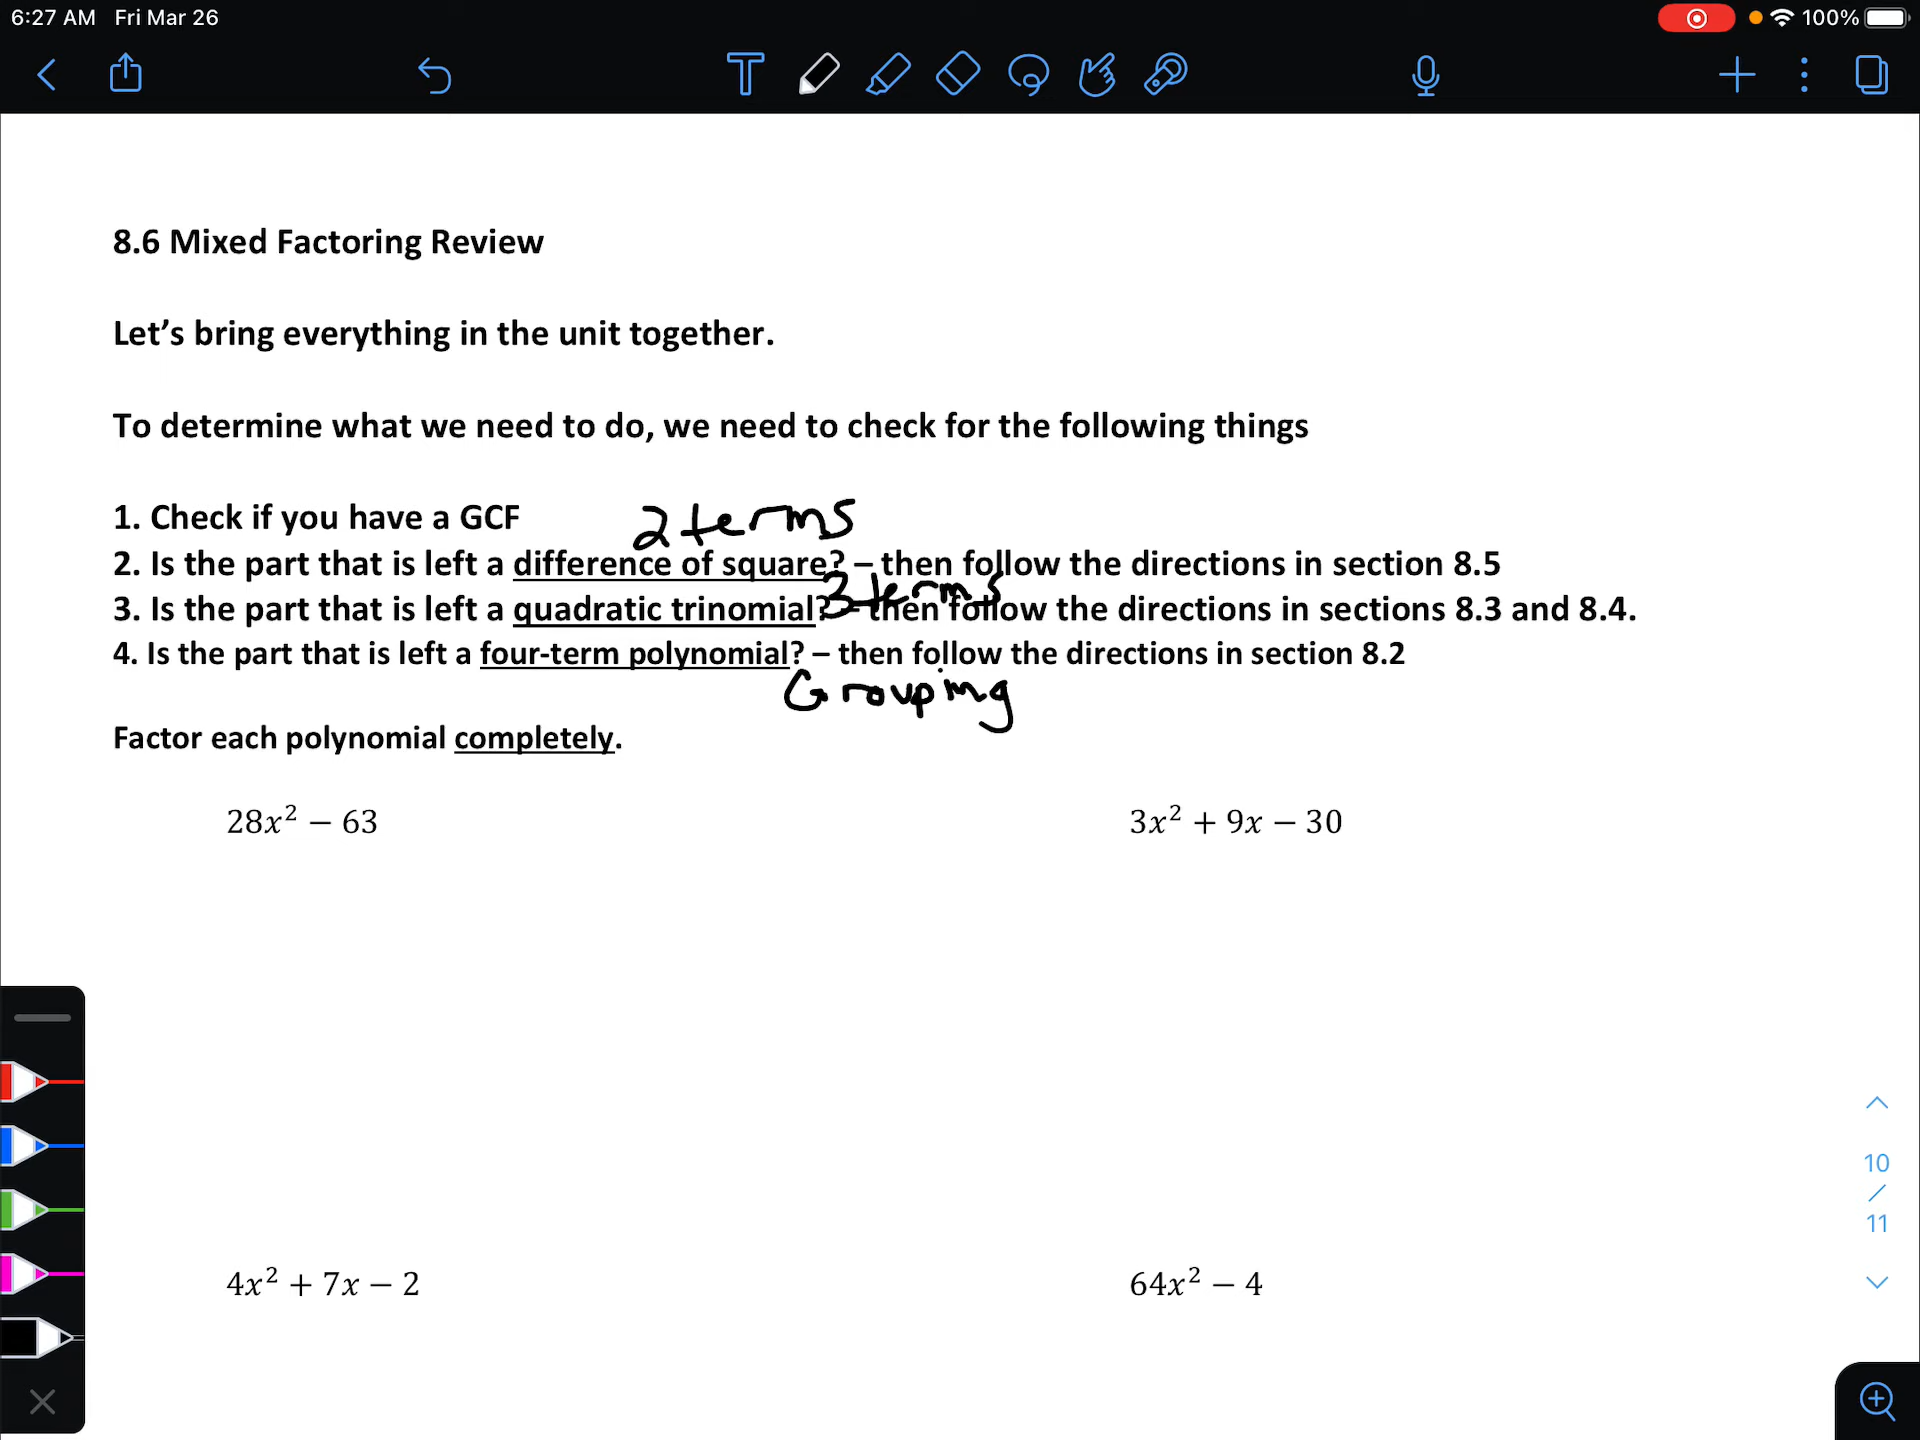 6:27 AM Fri Mar 26
100%
T
8.6 Mixed Factoring Review
Let’s bring everything in the unit together.
To determine what we need to do, we need to check for the following things
1. Check if you have a GCF
2 terms
2. Is the part that is left a difference of square? – then follow the directions in section 8.5
3 terms
3. Is the part that is left a quadratic trinomial? – then follow the directions in sections 8.3 and 8.4.
4. Is the part that is left a four-term polynomial? – then follow the directions in section 8.2
Grouping
Factor each polynomial completely.
28x² − 63
3x² + 9x − 30
4x² + 7x − 2
64x² − 4
10
/
11